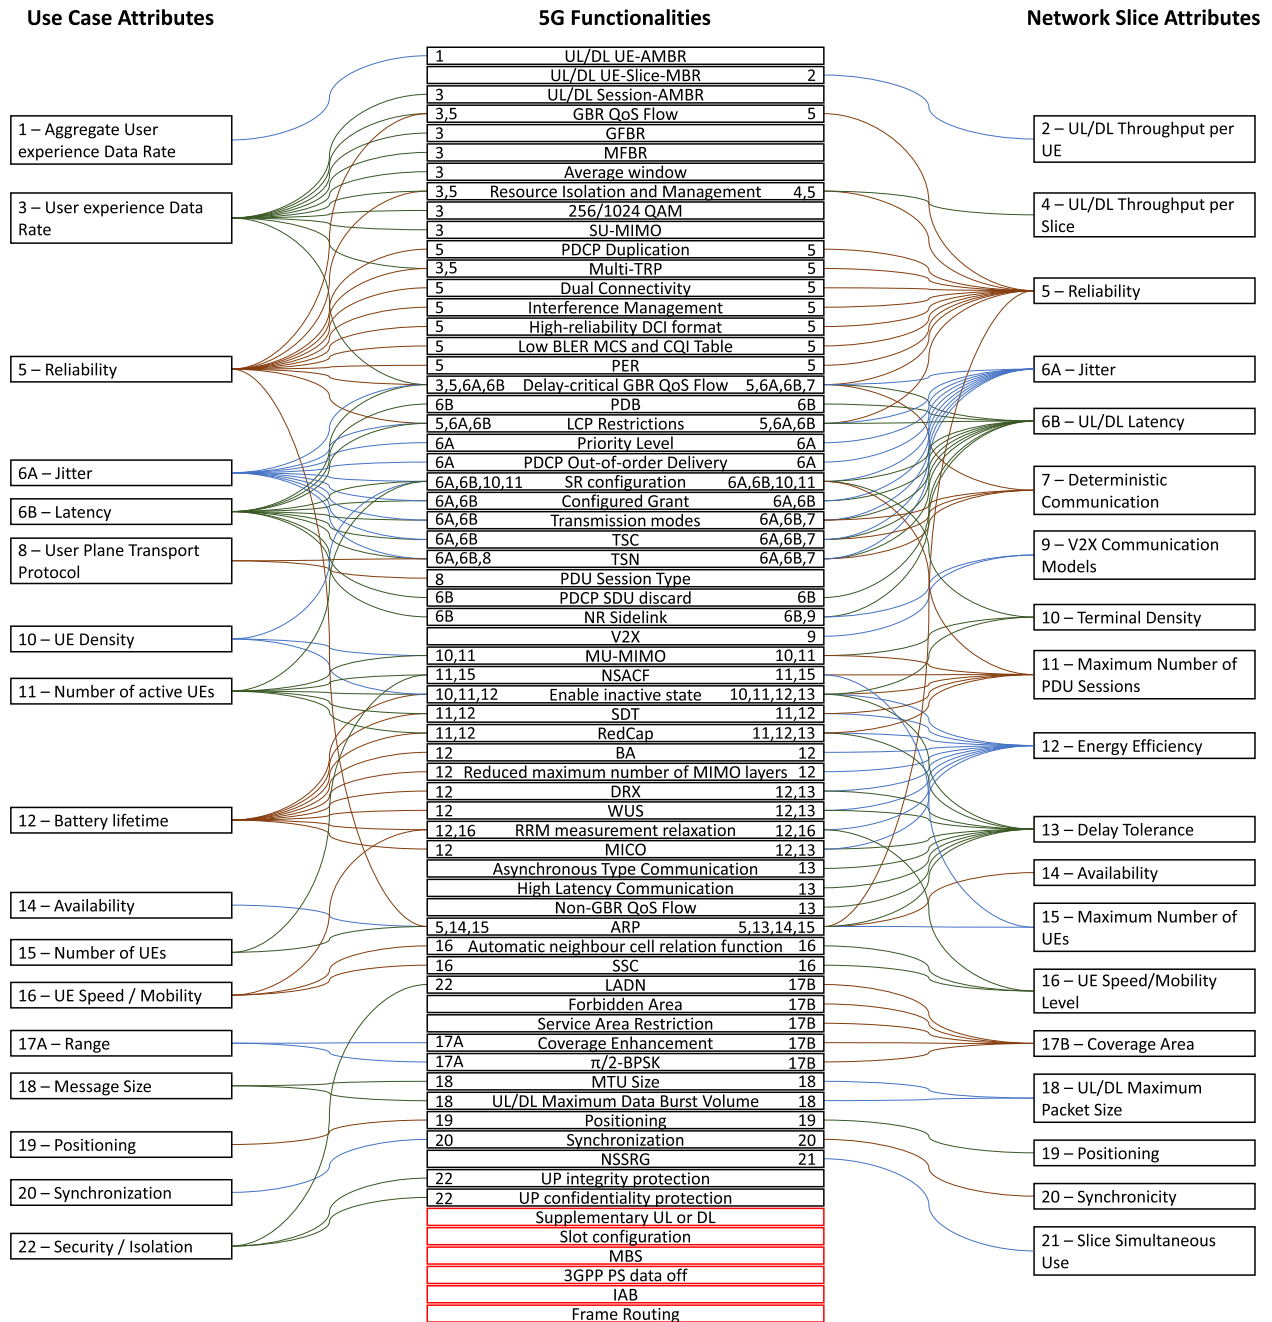 Use Case Attributes
5G Functionalities
Network Slice Attributes
1 – Aggregate User
experience Data Rate
3 – User experience Data
Rate
5 – Reliability
6A – Jitter
6B – Latency
8 – User Plane Transport
Protocol
10 – UE Density
11 – Number of active UEs
12 – Battery lifetime
14 – Availability
15 – Number of UEs
16 – UE Speed / Mobility
17A – Range
18 – Message Size
19 – Positioning
20 – Synchronization
22 – Security / Isolation
1 UL/DL UE-AMBR
UL/DL UE-Slice-MBR 2
3 UL/DL Session-AMBR
3,5 GBR QoS Flow 5
3 GFBR
3 MFBR
3 Average window
3,5 Resource Isolation and Management 4,5
3 256/1024 QAM
3 SU-MIMO
5 PDCP Duplication 5
3,5 Multi-TRP 5
5 Dual Connectivity 5
5 Interference Management 5
5 High-reliability DCI format 5
5 Low BLER MCS and CQI Table 5
5 PER 5
3,5,6A,6B Delay-critical GBR QoS Flow 5,6A,6B,7
6B PDB 6B
5,6A,6B LCP Restrictions 5,6A,6B
6A Priority Level 6A
6A PDCP Out-of-order Delivery 6A
6A,6B,10,11 SR configuration 6A,6B,10,11
6A,6B Configured Grant 6A,6B
6A,6B Transmission modes 6A,6B,7
6A,6B TSC 6A,6B,7
6A,6B,8 TSN 6A,6B,7
8 PDU Session Type
6B PDCP SDU discard 6B
6B NR Sidelink 6B,9
V2X 9
10,11 MU-MIMO 10,11
11,15 NSACF 11,15
10,11,12 Enable inactive state 10,11,12,13
11,12 SDT 11,12
11,12 RedCap 11,12,13
12 BA 12
12 Reduced maximum number of MIMO layers 12
12 DRX 12,13
12 WUS 12,13
12,16 RRM measurement relaxation 12,16
12 MICO 12,13
Asynchronous Type Communication 13
High Latency Communication 13
Non-GBR QoS Flow 13
5,14,15 ARP 5,13,14,15
16 Automatic neighbour cell relation function 16
16 SSC 16
22 LADN 17B
Forbidden Area 17B
Service Area Restriction 17B
17A Coverage Enhancement 17B
17A π/2-BPSK 17B
18 MTU Size 18
18 UL/DL Maximum Data Burst Volume 18
19 Positioning 19
20 Synchronization 20
NSSRG 21
22 UP integrity protection
22 UP confidentiality protection
Supplementary UL or DL
Slot configuration
MBS
3GPP PS data off
IAB
Frame Routing
2 – UL/DL Throughput per
UE
4 – UL/DL Throughput per
Slice
5 – Reliability
6A – Jitter
6B – UL/DL Latency
7 – Deterministic
Communication
9 – V2X Communication
Models
10 – Terminal Density
11 – Maximum Number of
PDU Sessions
12 – Energy Efficiency
13 – Delay Tolerance
14 – Availability
15 – Maximum Number of
UEs
16 – UE Speed/Mobility
Level
17B – Coverage Area
18 – UL/DL Maximum
Packet Size
19 – Positioning
20 – Synchronicity
21 – Slice Simultaneous
Use